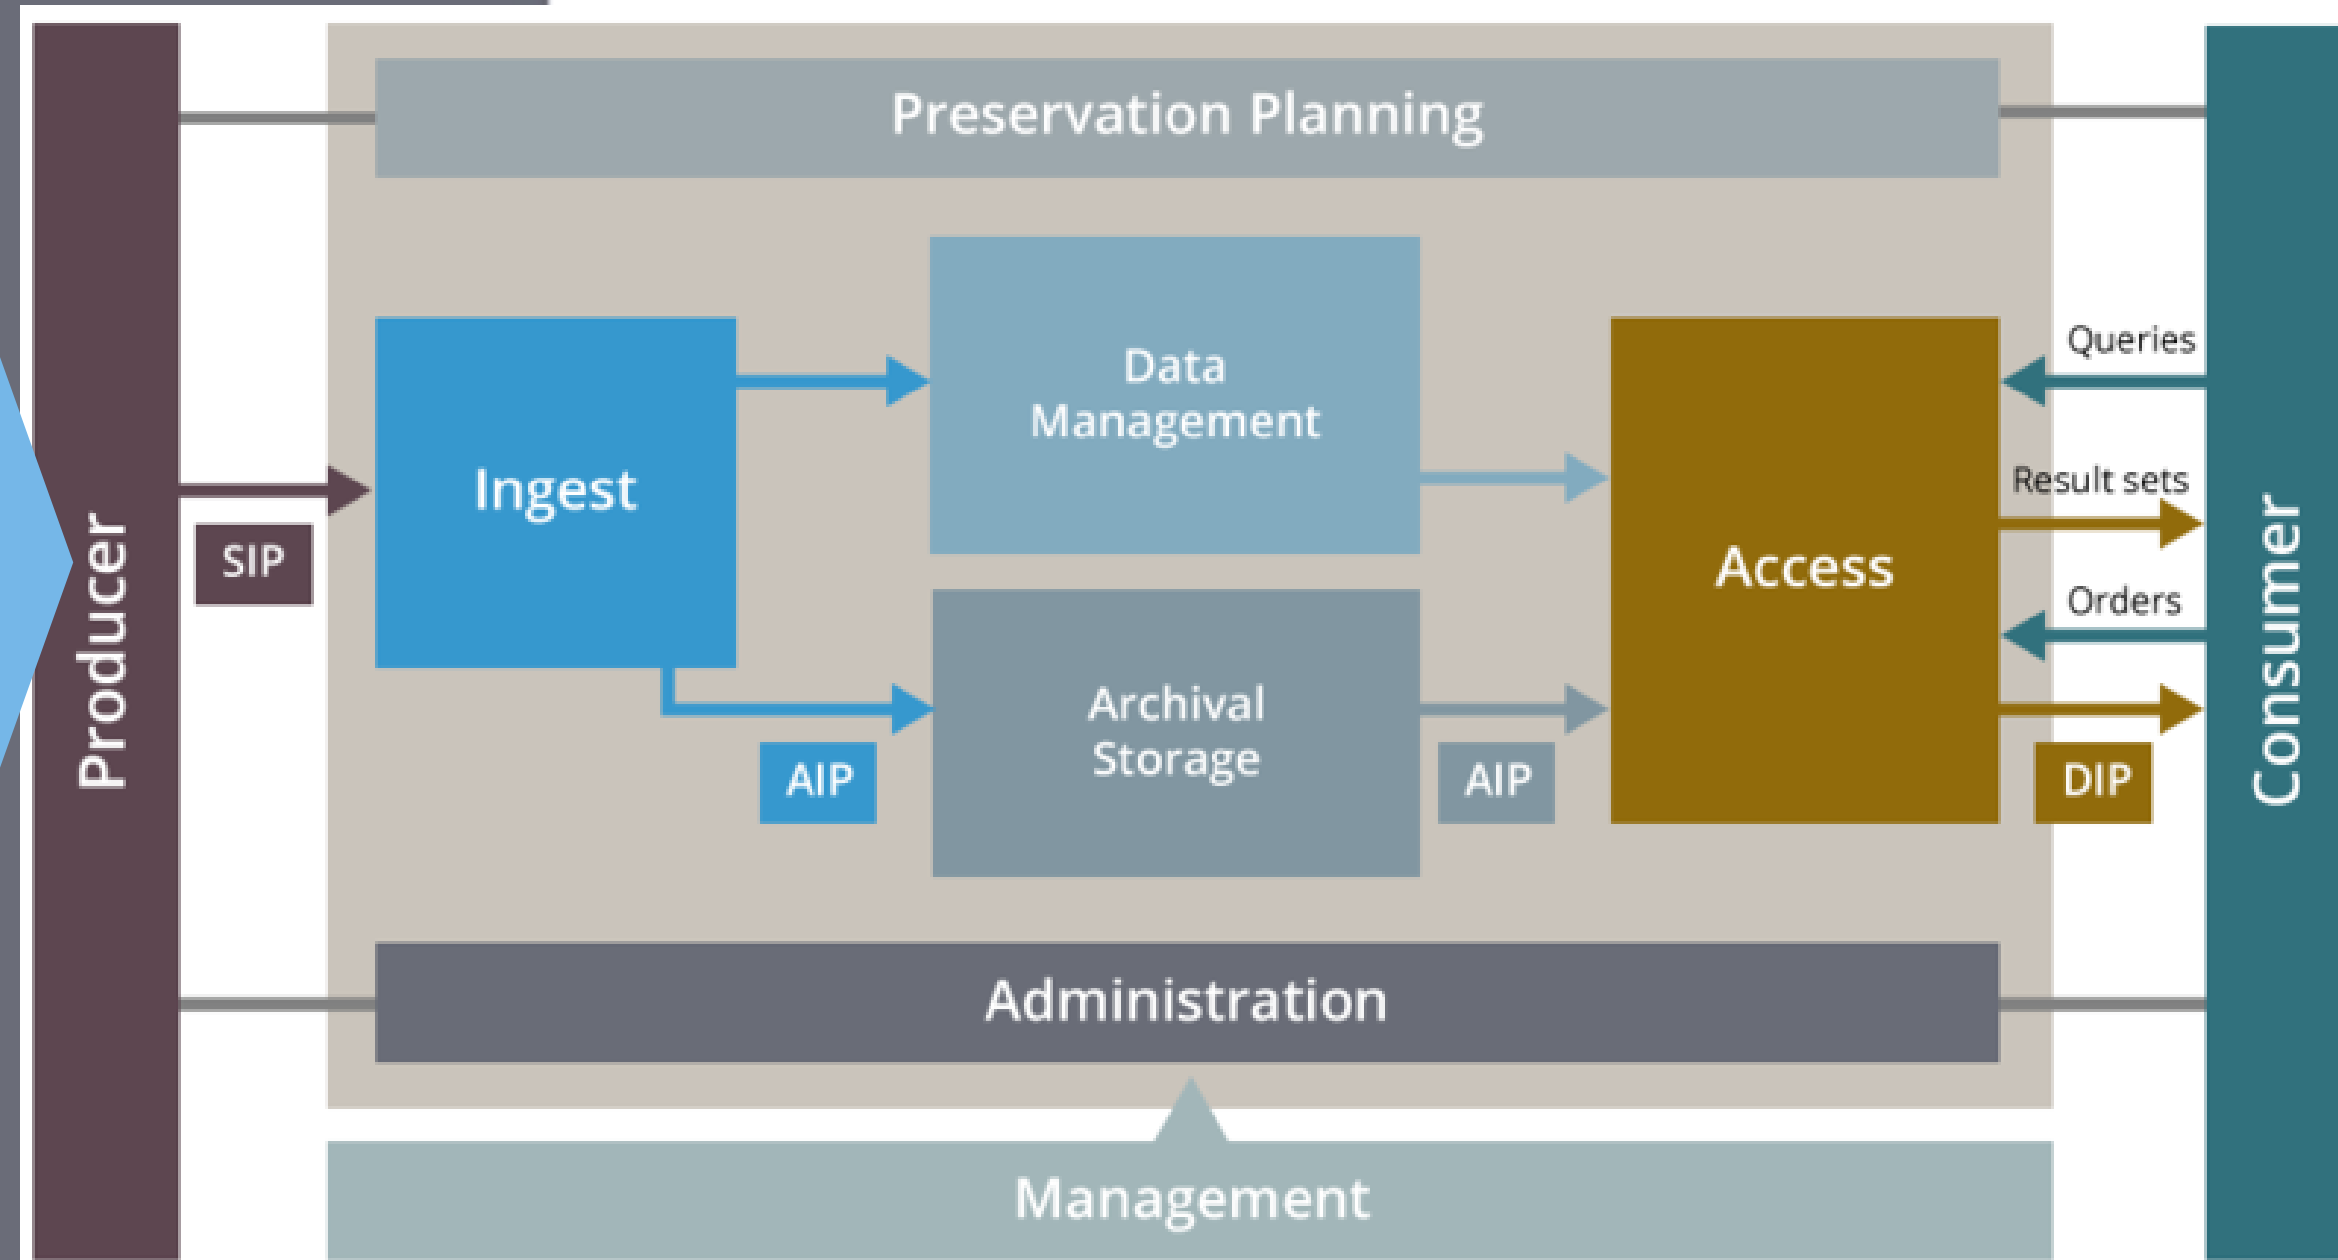 Preservation Planning
Producer
SIP
Ingest
Data
Management
Archival
Storage
AIP
AIP
Access
Queries
Result sets
Orders
DIP
Consumer
Administration
Management